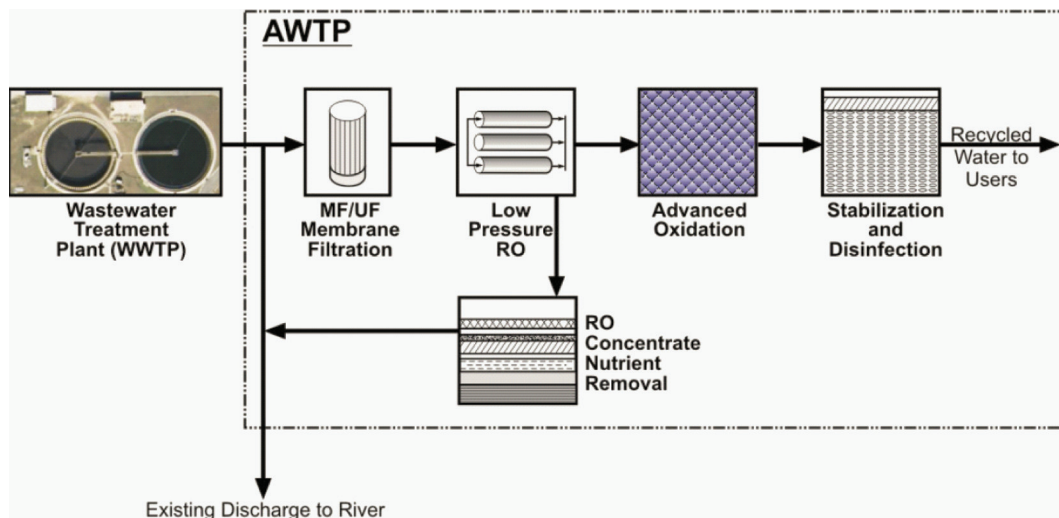 AWTP
Wastewater
Treatment
Plant (WWTP)
MF/UF
Membrane
Filtration
Low
Pressure
RO
Advanced
Oxidation
Stabilization
and
Disinfection
Recycled
Water to
Users
RO
Concentrate
Nutrient
Removal
Existing Discharge to River